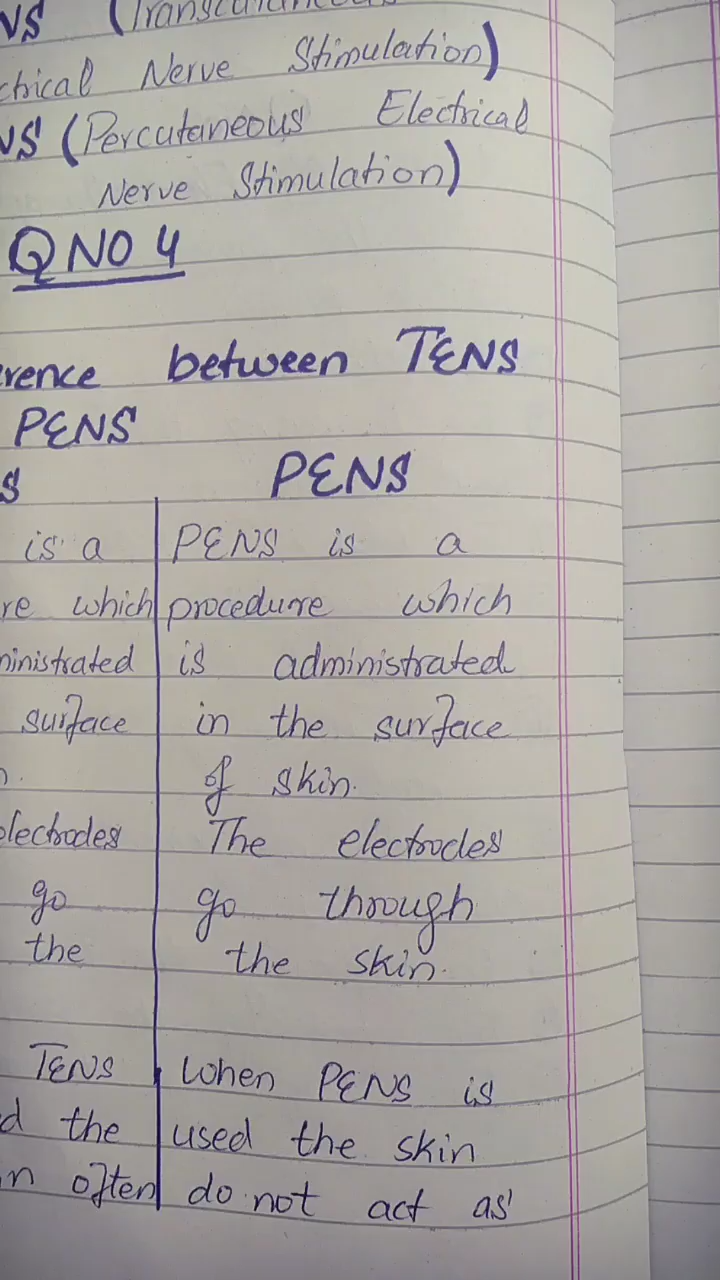 NS (Transcutaneous
ctrical Nerve Stimulation)
NS (Percutaneous Electrical
Nerve Stimulation)
Q NO 4
rence between TENS
PENS
S PENS
is a PENS is a
re which procedure which
ministrated is administrated
surface in the surface
n. of skin.
electrodes The electrodes
go go through
the the skin.
TENS when PENS is
d the used the skin
n often do not act as